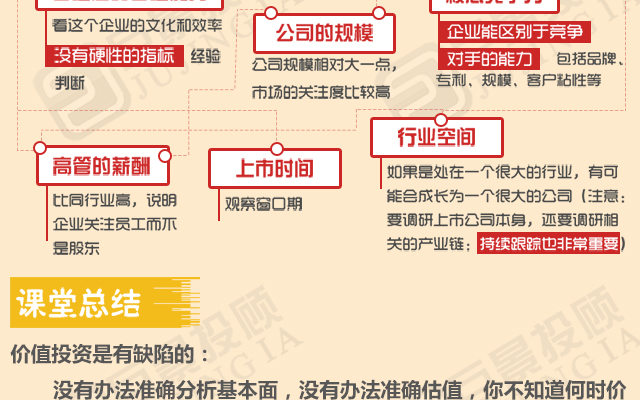 看这个企业的文化和效率
没有硬性的指标 经验
判断
公司的规模
公司规模相对大一点，
市场的关注度比较高
企业能区别于竞争
对手的能力 包括品牌、
专利、规模、客户粘性等
高管的薪酬
比同行业高，说明
企业关注员工而不
是股东
上市时间
观察窗口期
行业空间
如果是处在一个很大的行业，有可
能会成长为一个很大的公司（注意：
要调研上市公司本身，还要调研相
关的产业链：持续跟踪也非常重要）
课堂总结
价值投资是有缺陷的：
没有办法准确分析基本面，没有办法准确估值，你不知道何时价